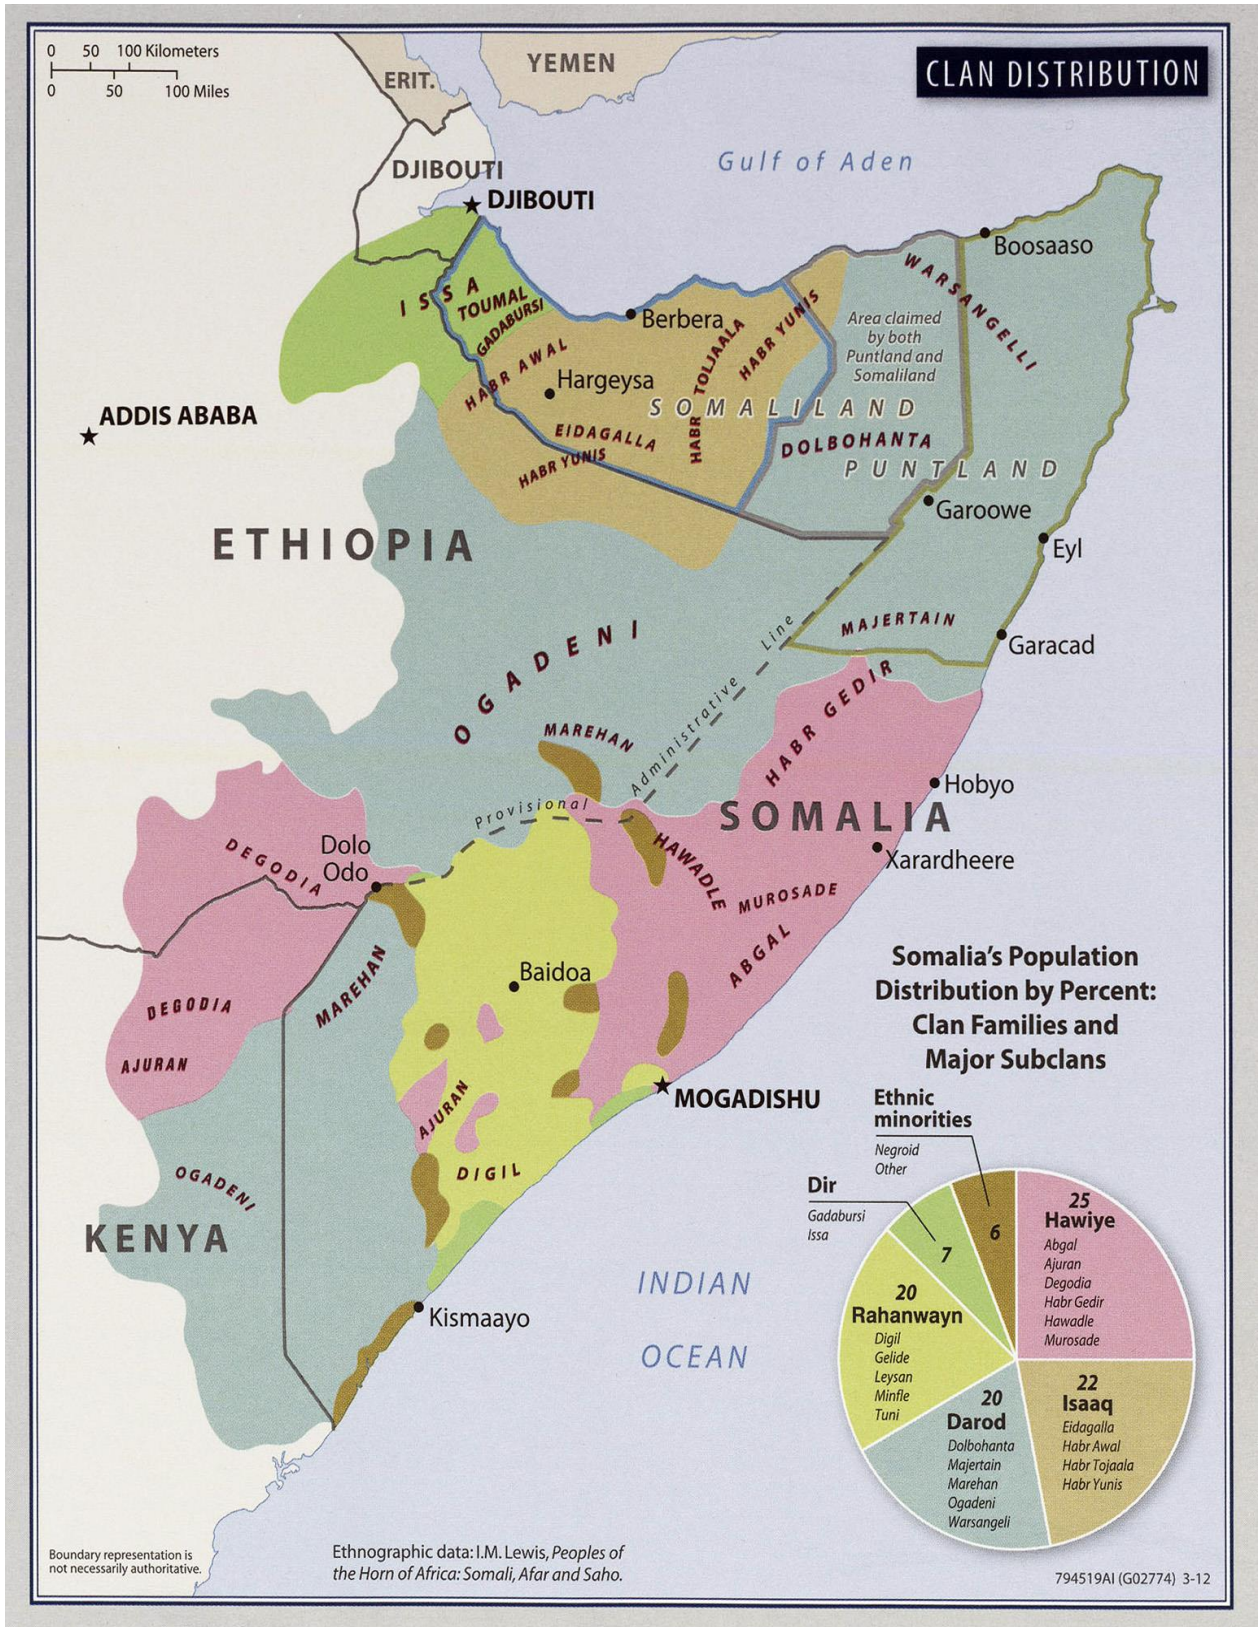 0 50 100 Kilometers
0 50 100 Miles
CLAN DISTRIBUTION
ERIT.
YEMEN
Gulf of Aden
DJIBOUTI
DJIBOUTI
Boosaaso
WARSANGELLI
ISSA
TOUMAL
GADABURSI
Berbera
HABR YUNIS
HABR TOLJAALA
Area claimed
by both
Puntland and
Somaliland
HABR AWAL
Hargeysa
SOMALILAND
ADDIS ABABA
EIDAGALLA
HABR YUNIS
DOLBOHANTA
PUNTLAND
Garoowe
ETHIOPIA
Eyl
MAJERTAIN
Garacad
OGADENI
Provisional Administrative Line
HABR GEDIR
MAREHAN
Hobyo
SOMALIA
Dolo
Odo
DEGODIA
HAWADLE
Xarardheere
MUROSADE
ABGAL
MAREHAN
Baidoa
DEGODIA
AJURAN
AJURAN
MOGADISHU
DIGIL
OGADENI
KENYA
INDIAN
OCEAN
Kismaayo
Somalia's Population
Distribution by Percent:
Clan Families and
Major Subclans
Ethnic
minorities
Negroid
Other
6
Dir
Gadabursi
Issa
7
25
Hawiye
Abgal
Ajuran
Degodia
Habr Gedir
Hawadle
Murosade
20
Rahanwayn
Digil
Gelide
Leysan
Minfle
Tuni
22
Isaaq
Eidagalla
Habr Awal
Habr Tojaala
Habr Yunis
20
Darod
Dolbohanta
Majertain
Marehan
Ogadeni
Warsangeli
Boundary representation is
not necessarily authoritative.
Ethnographic data: I.M. Lewis, Peoples of
the Horn of Africa: Somali, Afar and Saho.
794519AI (G02774) 3-12